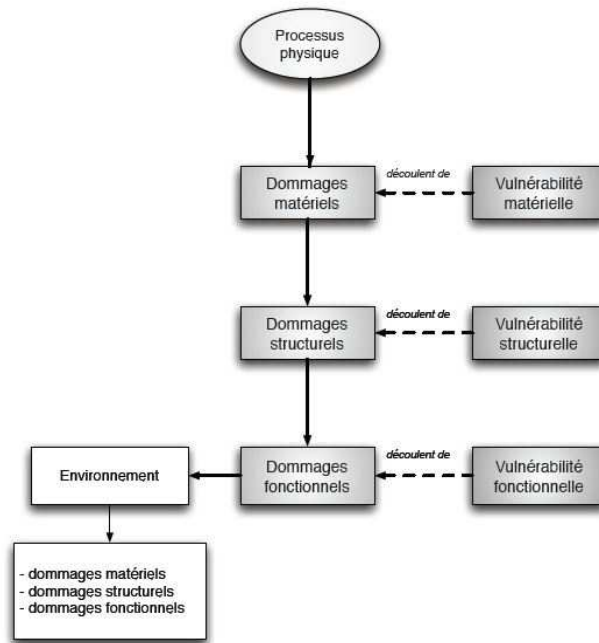 Processus
physique
Dommages
matériels
découlent de
Vulnérabilité
matérielle
Dommages
structurels
découlent de
Vulnérabilité
structurelle
Environnement
Dommages
fonctionnels
découlent de
Vulnérabilité
fonctionnelle
- dommages matériels
- dommages structurels
- dommages fonctionnels